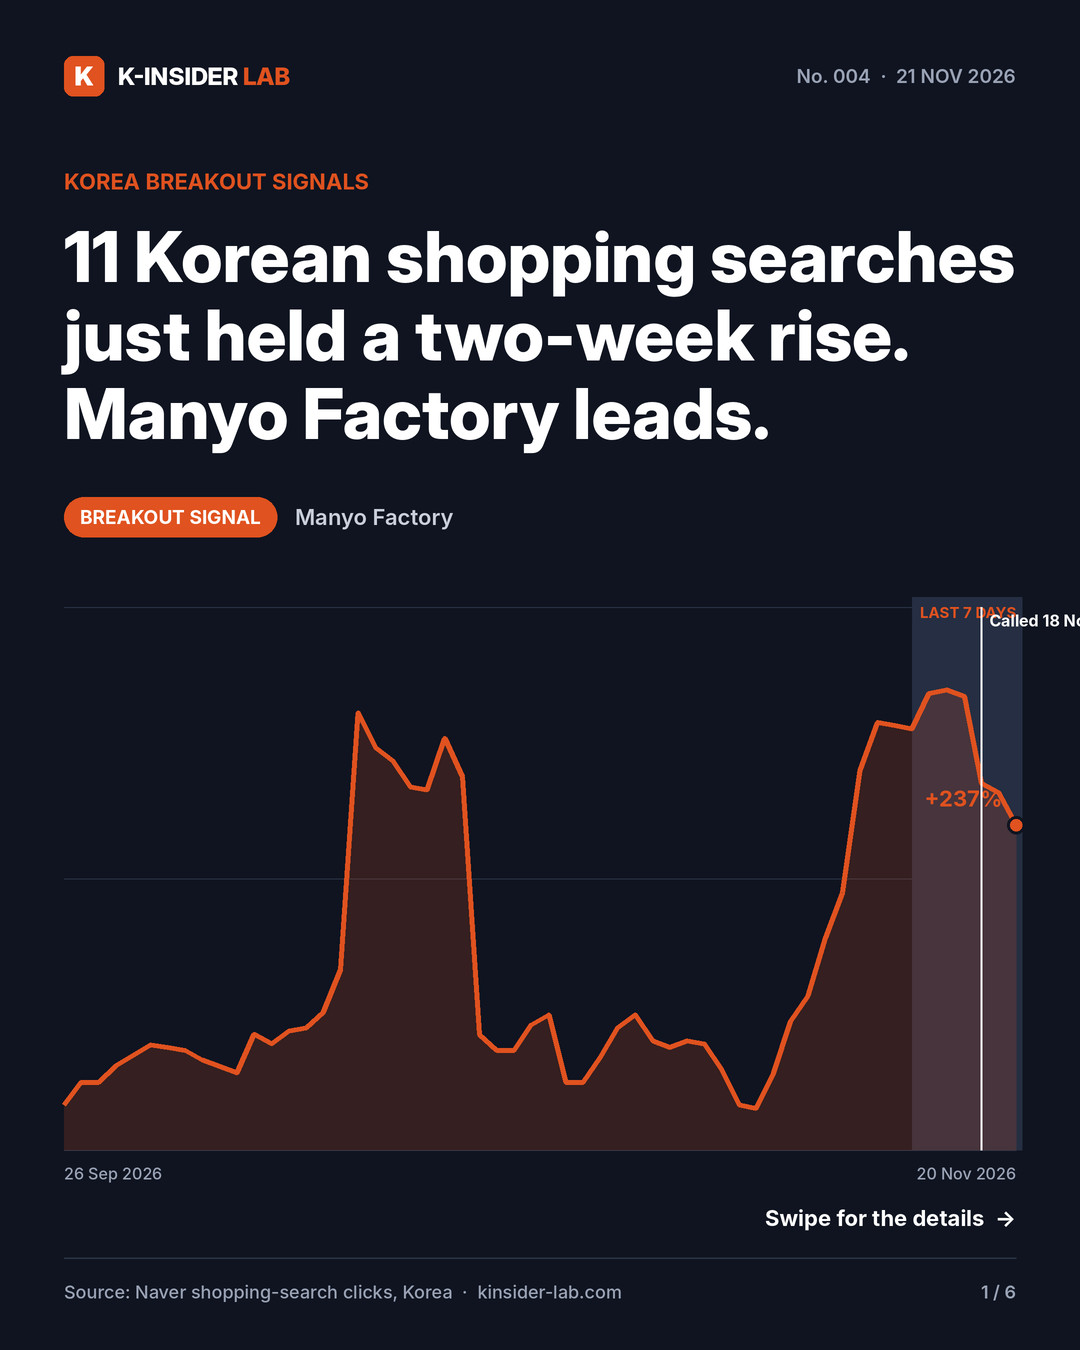 K K-INSIDER LAB
No. 004 · 21 NOV 2026
KOREA BREAKOUT SIGNALS
11 Korean shopping searches
just held a two-week rise.
Manyo Factory leads.
BREAKOUT SIGNAL Manyo Factory
LAST 7 DAYS
Called 18 No
+237%
26 Sep 2026
20 Nov 2026
Swipe for the details →
Source: Naver shopping-search clicks, Korea · kinsider-lab.com
1 / 6